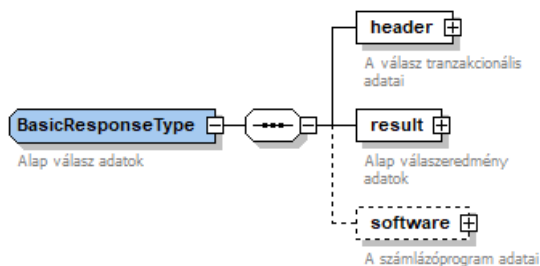 header
A válasz tranzakcionális
adatai
BasicResponseType
Alap válasz adatok
result
Alap válaszeredmény
adatok
software
A számlázóprogram adatai